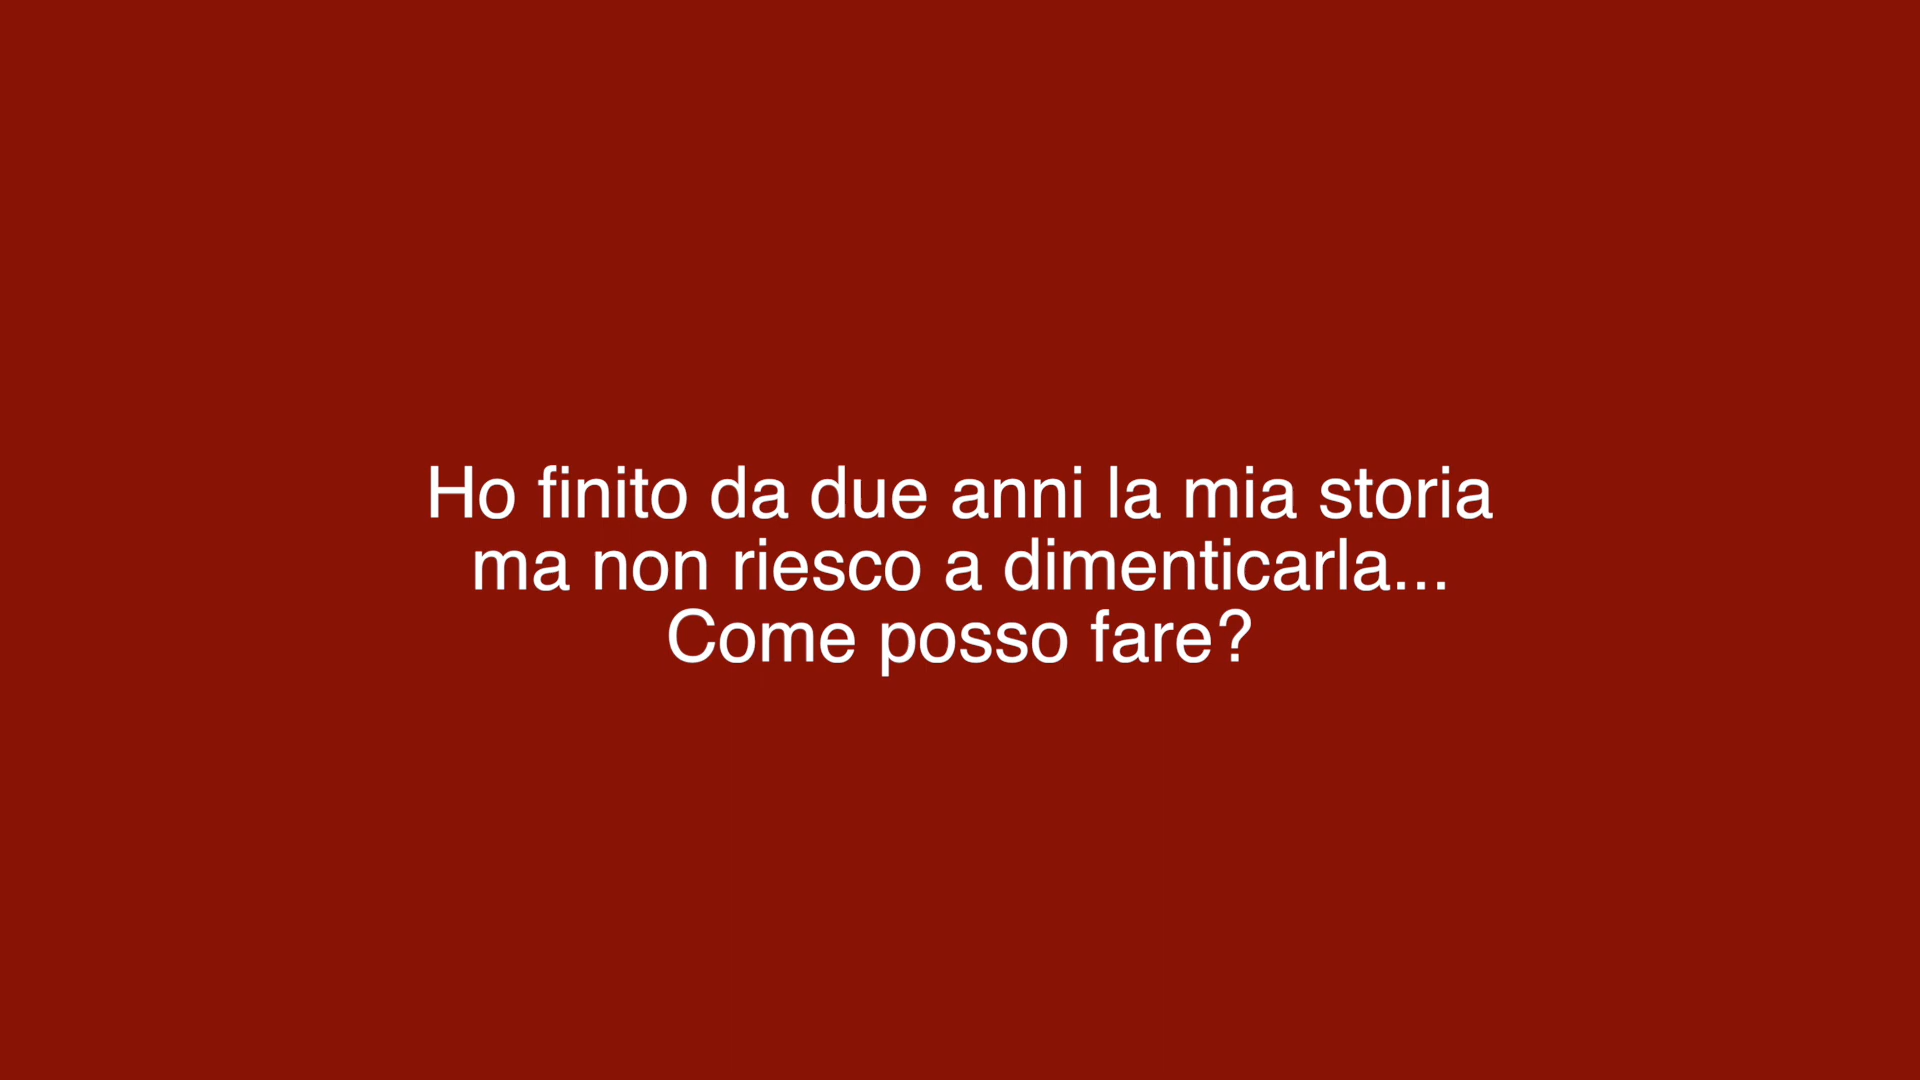 Ho finito da due anni la mia storia
ma non riesco a dimenticarla...
Come posso fare?